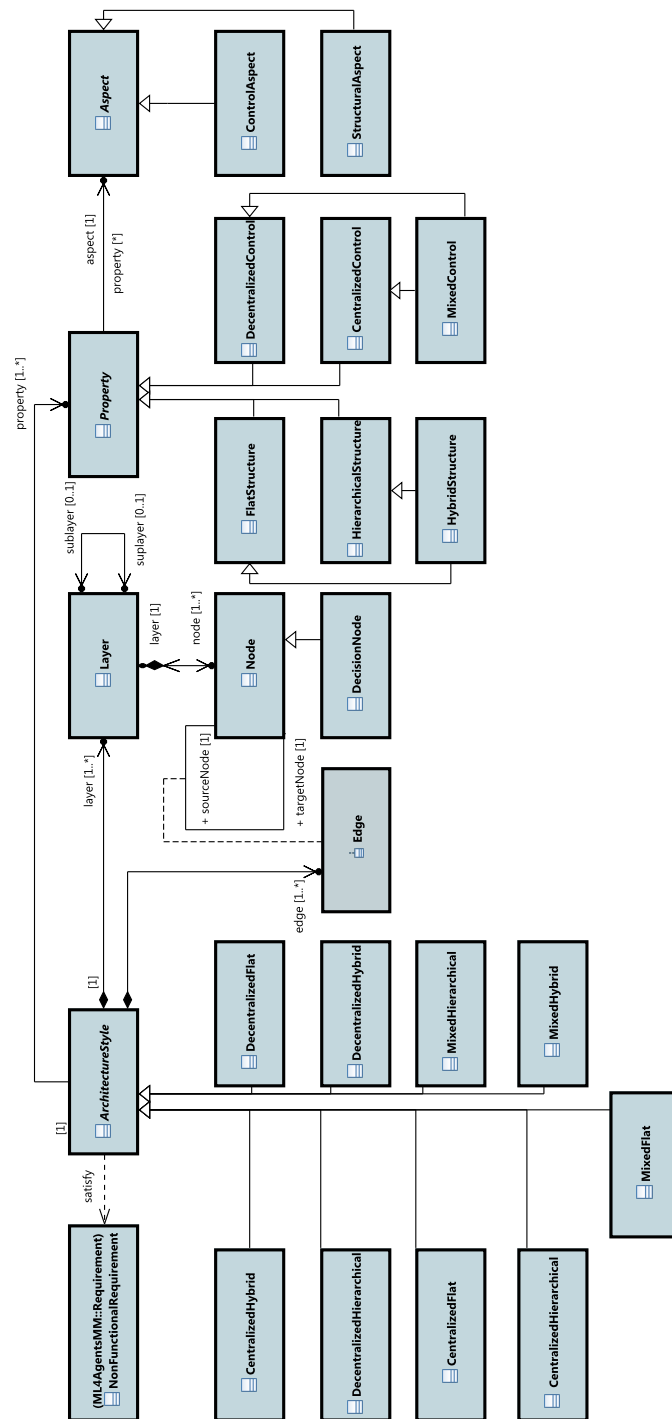 (ML4AgentsMM::Requirement)
NonFunctionalRequirement
satisfy
[1]
ArchitectureStyle
[1]
layer [1..*]
Layer
sublayer [0..1]
suplayer [0..1]
property [1..*]
Property
aspect [1]
property [*]
Aspect
layer [1]
node [1..*]
+ sourceNode [1]
+ targetNode [1]
edge [1..*]
CentralizedHybrid
DecentralizedFlat
Node
FlatStructure
DecentralizedControl
ControlAspect
DecentralizedHierarchical
DecentralizedHybrid
Edge
DecisionNode
HierarchicalStructure
CentralizedControl
StructuralAspect
CentralizedFlat
MixedHierarchical
HybridStructure
MixedControl
CentralizedHierarchical
MixedHybrid
MixedFlat